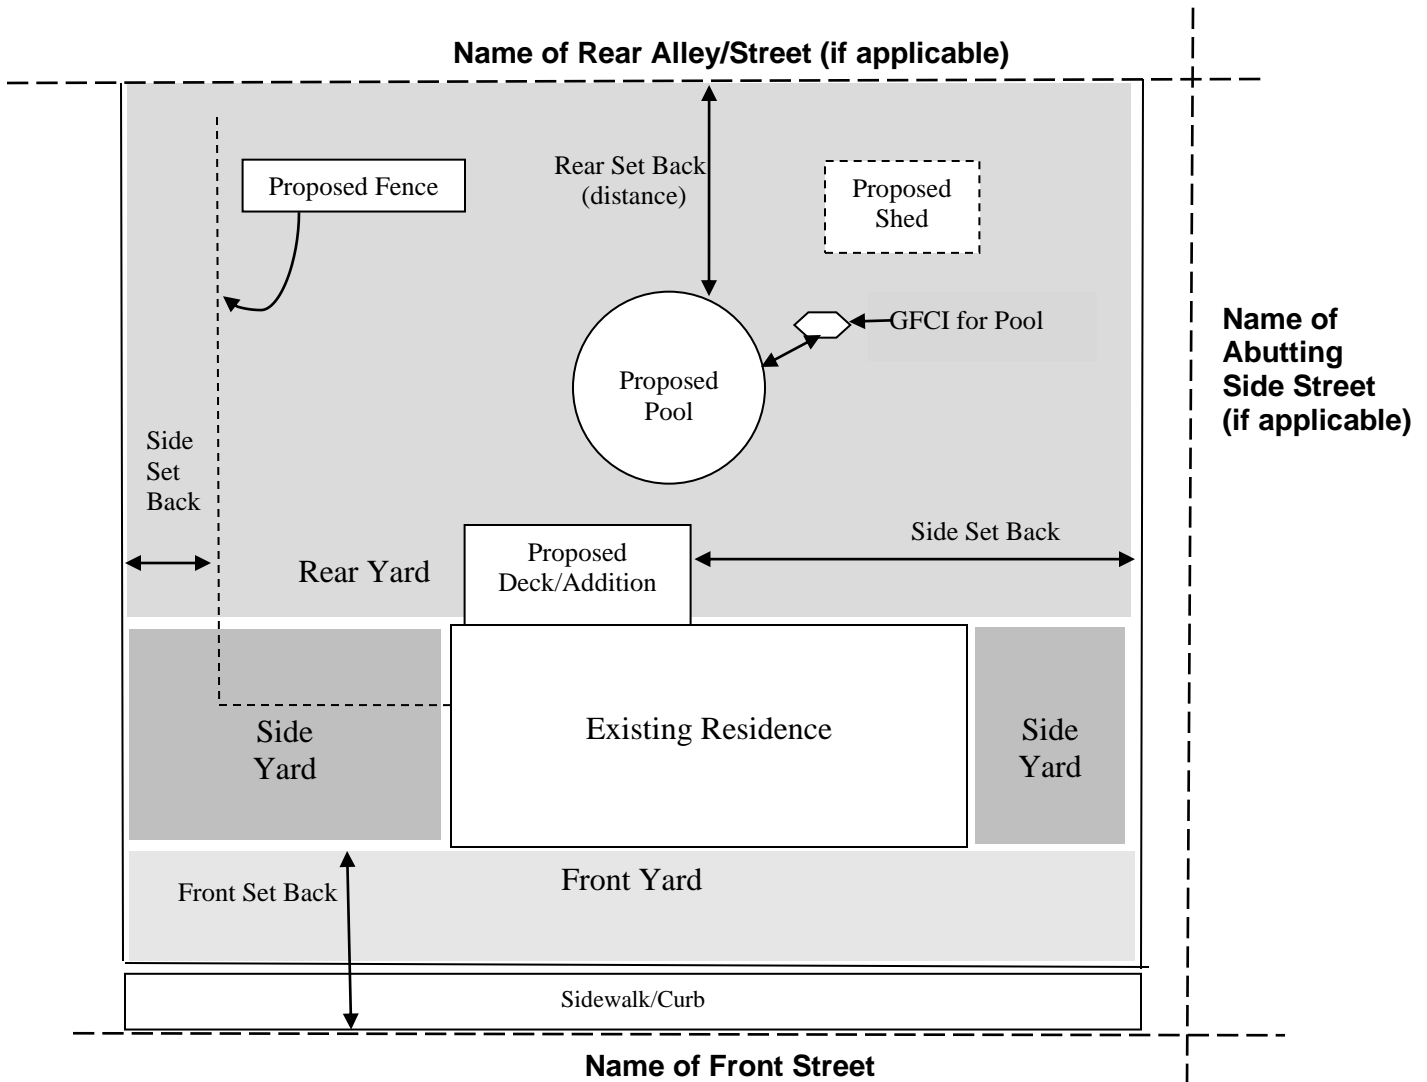 Name of Rear Alley/Street (if applicable)
Proposed Fence
Rear Set Back
(distance)
Proposed
Shed
GFCI for Pool
Name of
Abutting
Side Street
(if applicable)
Proposed
Pool
Side
Set
Back
Side Set Back
Proposed
Deck/Addition
Rear Yard
Side
Yard
Existing Residence
Side
Yard
Front Set Back
Front Yard
Sidewalk/Curb
Name of Front Street